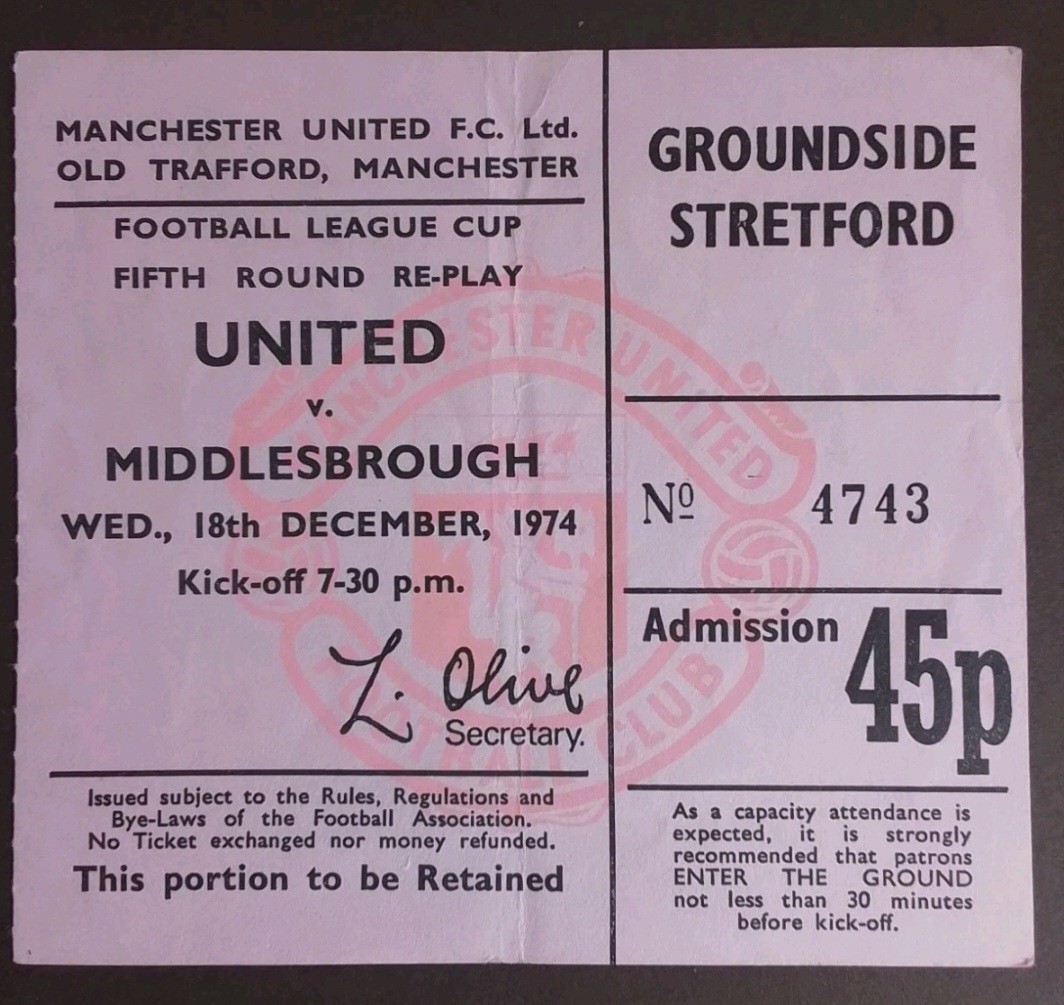 MANCHESTER UNITED F.C. Ltd.
OLD TRAFFORD, MANCHESTER
FOOTBALL LEAGUE CUP
FIFTH ROUND RE-PLAY
UNITED
v.
MIDDLESBROUGH
WED., 18th DECEMBER, 1974
Kick-off 7-30 p.m.
L. Olive
Secretary.
Issued subject to the Rules, Regulations and
Bye-Laws of the Football Association.
No Ticket exchanged nor money refunded.
This portion to be Retained
GROUNDSIDE
STRETFORD
Nº 4743
Admission 45p
As a capacity attendance is
expected, it is strongly
recommended that patrons
ENTER THE GROUND
not less than 30 minutes
before kick-off.
MANCHESTER UNITED
FOOTBALL CLUB